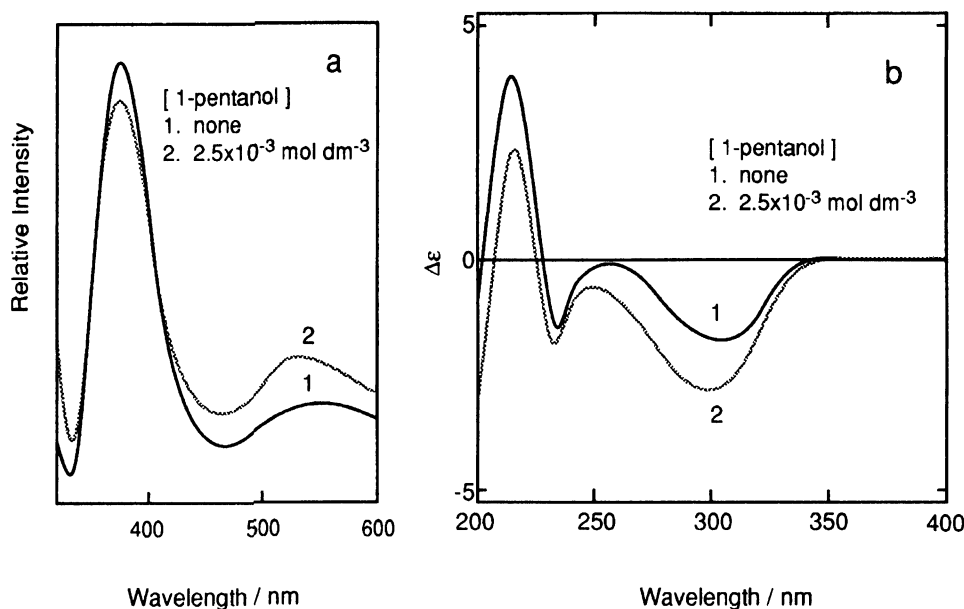 a
[ 1-pentanol ]
1. none
2. 2.5x10-3 mol dm-3
2
1
Relative Intensity
400
500
600
Wavelength / nm
b
5
[ 1-pentanol ]
1. none
2. 2.5x10-3 mol dm-3
Δε
0
1
2
-5
200
250
300
350
400
Wavelength / nm